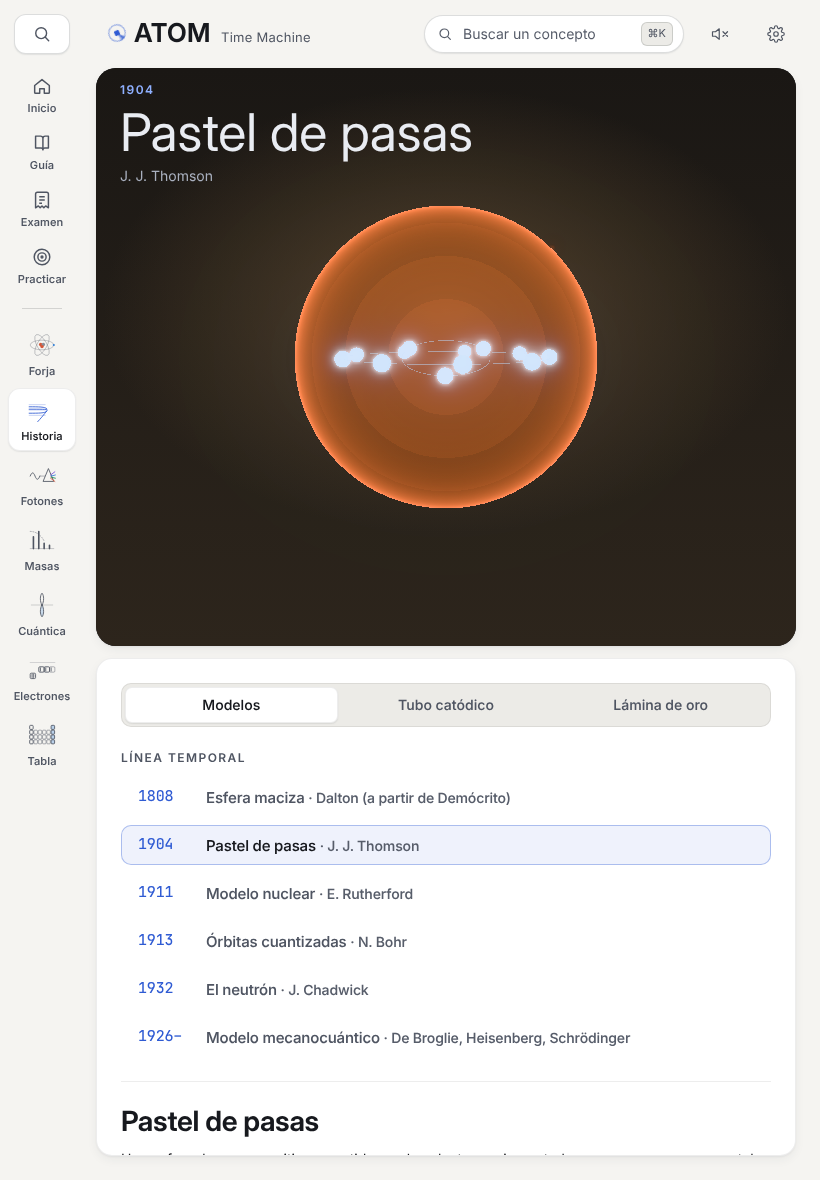 ATOM Time Machine
Buscar un concepto ⌘K
Inicio
Guía
Examen
Practicar
Forja
Historia
Fotones
Masas
Cuántica
Electrones
Tabla
1904
Pastel de pasas
J. J. Thomson
Modelos Tubo catódico Lámina de oro
LÍNEA TEMPORAL
1808 Esfera maciza · Dalton (a partir de Demócrito)
1904 Pastel de pasas · J. J. Thomson
1911 Modelo nuclear · E. Rutherford
1913 Órbitas cuantizadas · N. Bohr
1932 El neutrón · J. Chadwick
1926– Modelo mecanocuántico · De Broglie, Heisenberg, Schrödinger
Pastel de pasas